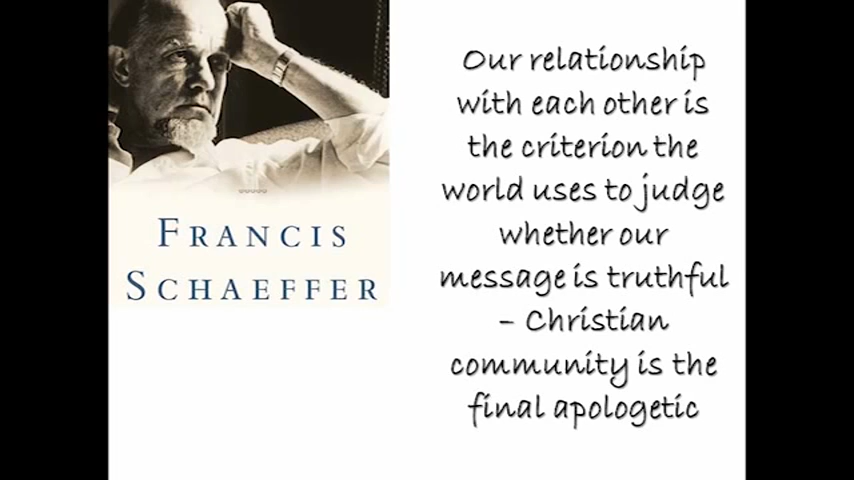 FRANCIS
SCHAEFFER
Our relationship
with each other is
the criterion the
world uses to judge
whether our
message is truthful
– Christian
community is the
final apologetic